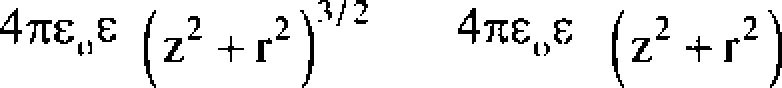 4πε₀ε (z² + r²)^{3/2} 4πε₀ε (z² + r²)